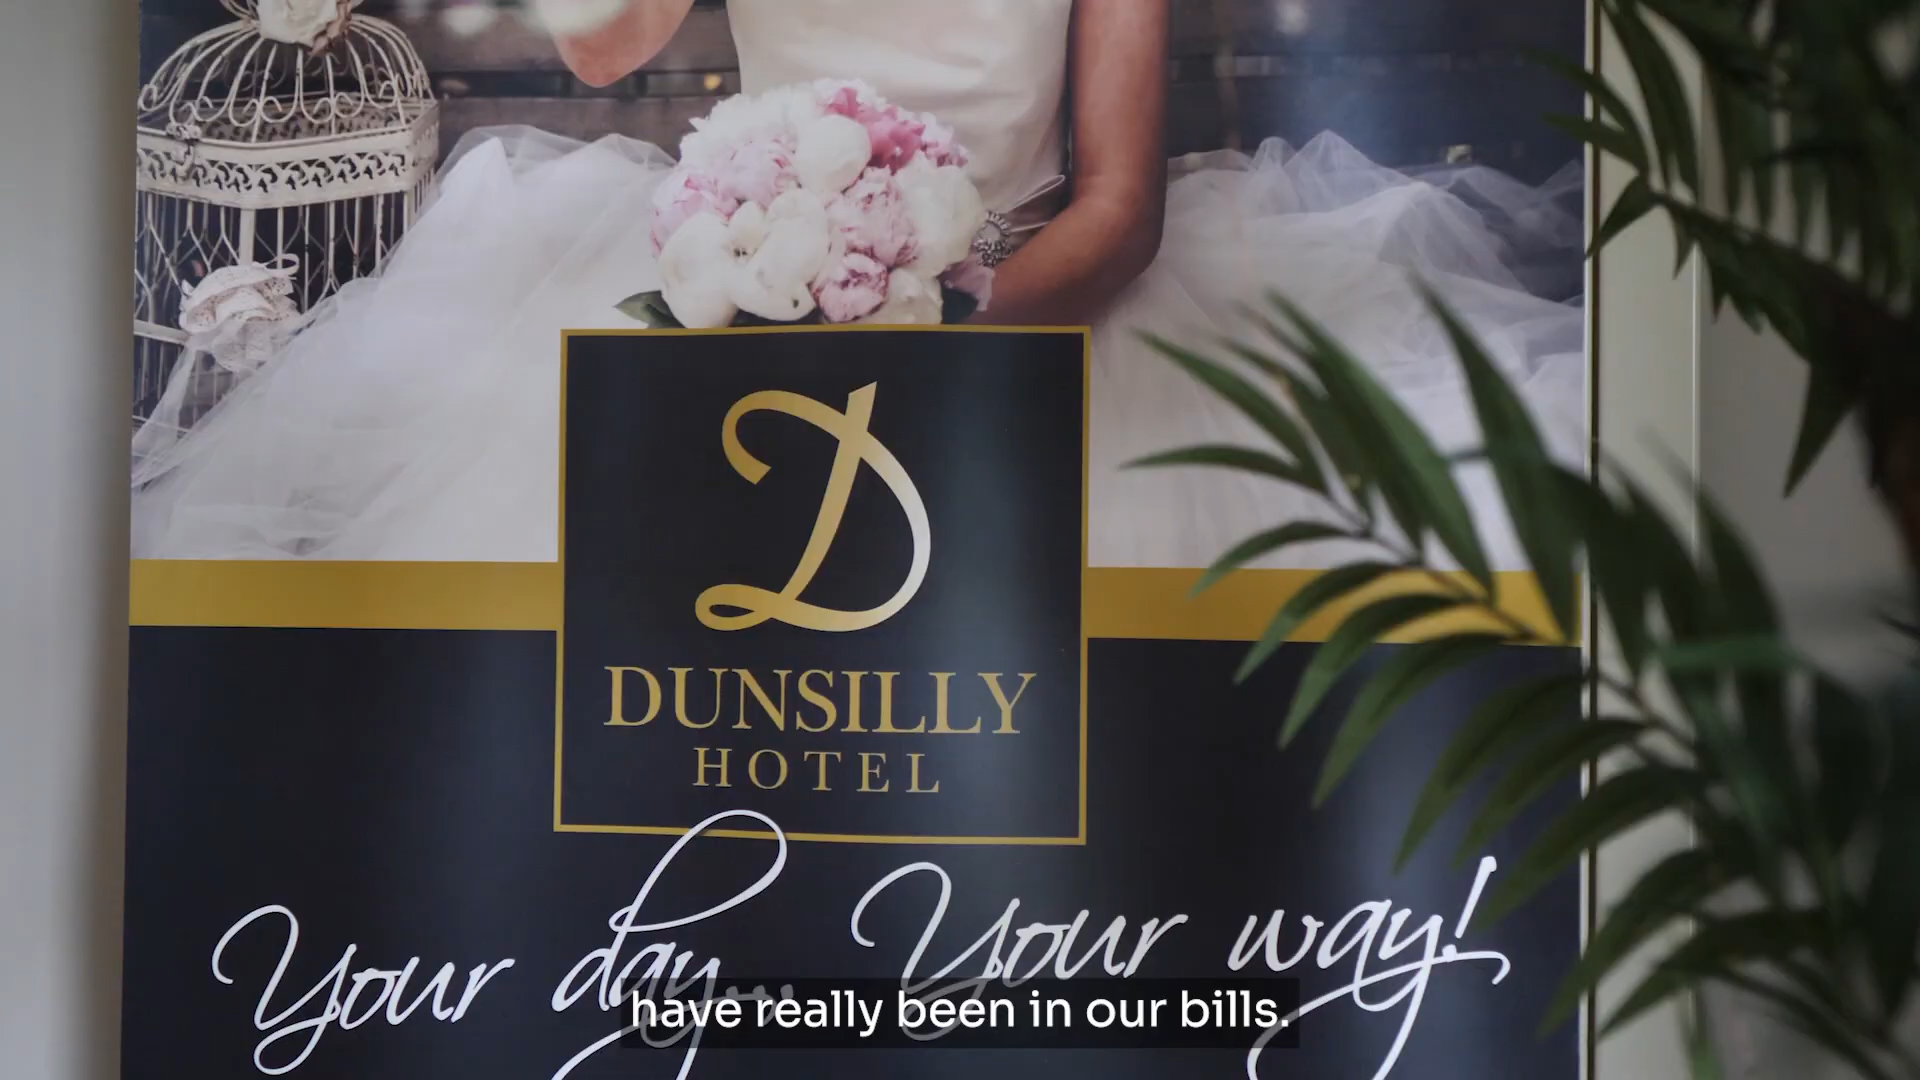 D
DUNSILLY
HOTEL
Your day... Your way!
have really been in our bills.